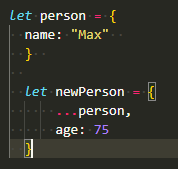 let person = {
  name: "Max"
  }

  let newPerson = {
      ...person,
      age: 75
  }